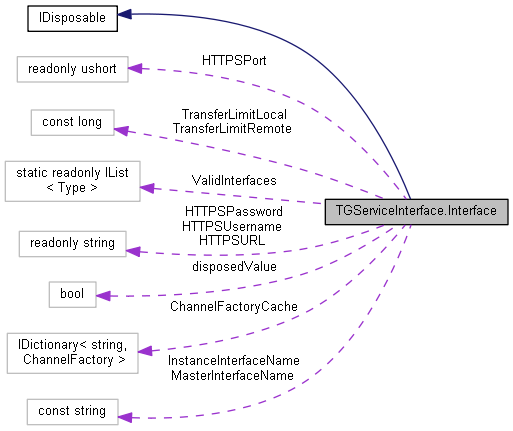 IDisposable
HTTPSPort
readonly ushort
TransferLimitLocal
TransferLimitRemote
const long
static readonly IList
< Type >
ValidInterfaces
TGServiceInterface.Interface
HTTPSPassword
HTTPSUsername
HTTPSURL
readonly string
disposedValue
bool
ChannelFactoryCache
IDictionary< string,
ChannelFactory >
InstanceInterfaceName
MasterInterfaceName
const string